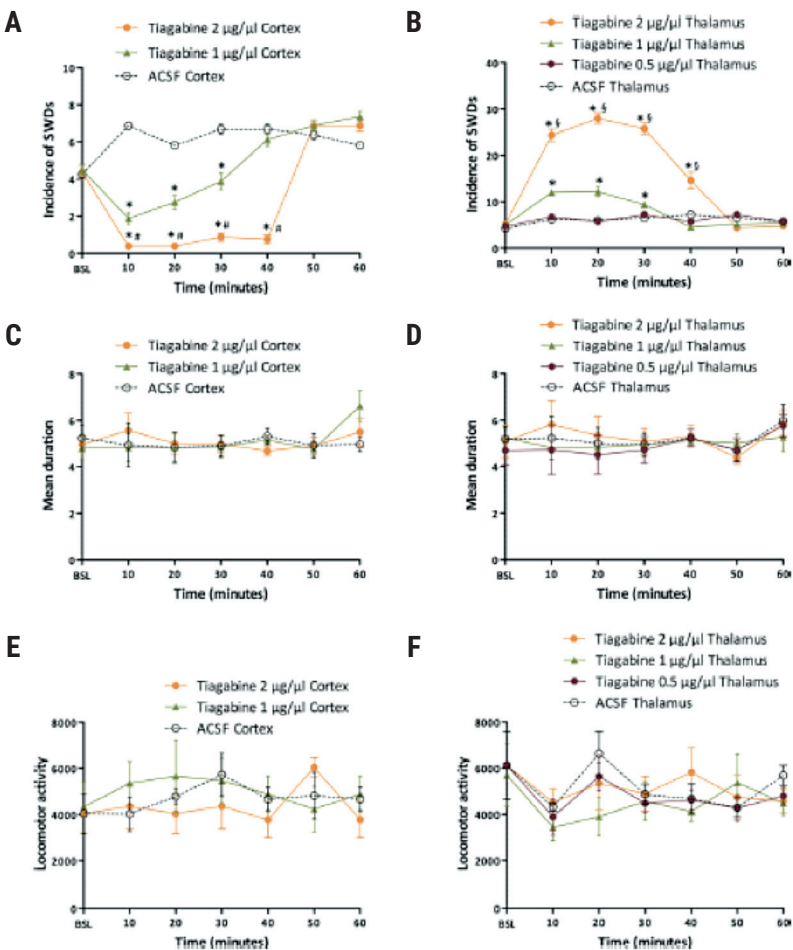 A
Tiagabine 2 µg/µl Cortex
Tiagabine 1 µg/µl Cortex
ACSF Cortex
Incidence of SWDs
10
8
6
4
2
0
* * *
*# *# *# *#
BSL 10 20 30 40 50 60
Time (minutes)
B
Tiagabine 2 µg/µl Thalamus
Tiagabine 1 µg/µl Thalamus
Tiagabine 0.5 µg/µl Thalamus
ACSF Thalamus
Incidence of SWDs
40
30
20
10
0
*§ *§ *§ *§
* * *
BSL 10 20 30 40 50 60
Time (minutes)
C
Tiagabine 2 µg/µl Cortex
Tiagabine 1 µg/µl Cortex
ACSF Cortex
Mean duration
8
6
4
2
0
BSL 10 20 30 40 50 60
Time (minutes)
D
Tiagabine 2 µg/µl Thalamus
Tiagabine 1 µg/µl Thalamus
Tiagabine 0.5 µg/µl Thalamus
ACSF Thalamus
Mean duration
8
6
4
2
0
BSL 10 20 30 40 50 60
Time (minutes)
E
Tiagabine 2 µg/µl Cortex
Tiagabine 1 µg/µl Cortex
ACSF Cortex
Locomotor activity
8000
6000
4000
2000
0
BSL 10 20 30 40 50 60
Time (minutes)
F
Tiagabine 2 µg/µl Thalamus
Tiagabine 1 µg/µl Thalamus
Tiagabine 0.5 µg/µl Thalamus
ACSF Thalamus
Locomotor activity
8000
6000
4000
2000
0
BSL 10 20 30 40 50 60
Time (minutes)